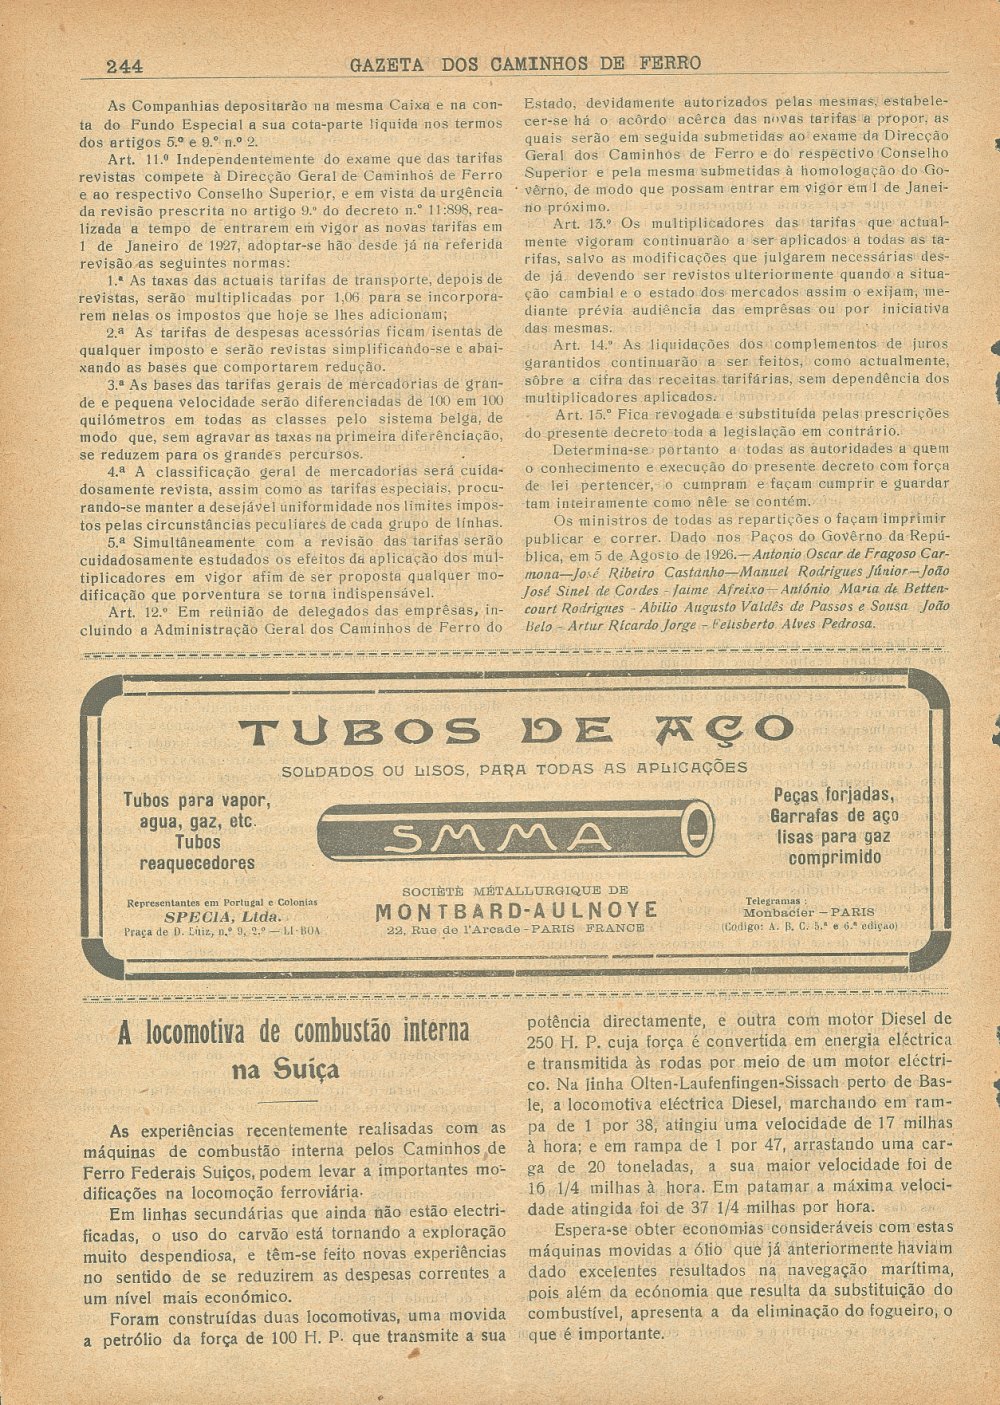 244
GAZETA DOS CAMINHOS DE FERRO
As Companhias depositarão na mesma Caixa e na con-
ta do Fundo Especial a sua cota-parte liquida nos termos
dos artigos 5.º e 9.º n.º 2.
Art. 11.º Independentemente do exame que das tarifas
revistas compete à Direcção Geral de Caminhos de Ferro
e ao respectivo Conselho Superior, e em vista da urgência
da revisão prescrita no artigo 9.º do decreto n.º 11:898, rea-
lizada a tempo de entrarem em vigor as novas tarifas em
1 de Janeiro de 1927, adoptar-se hão desde já na referida
revisão as seguintes normas:
1.ª As taxas das actuais tarifas de transporte, depois de
revistas, serão multiplicadas por 1,06 para se incorpora-
rem nelas os impostos que hoje se lhes adicionam;
2.ª As tarifas de despesas acessórias ficam isentas de
qualquer imposto e serão revistas simplificando-se e abai-
xando as bases que comportarem redução.
3.ª As bases das tarifas gerais de mercadorias de gran-
de e pequena velocidade serão diferenciadas de 100 em 100
quilómetros em todas as classes pelo sistema belga, de
modo que, sem agravar as taxas na primeira diferênciação,
se reduzem para os grandes percursos.
4.ª A classificação geral de mercadorias será cuida-
dosamente revista, assim como as tarifas especiais, procu-
rando-se manter a desejável uniformidade nos limites impos-
tos pelas circunstâncias peculiares de cada grupo de linhas.
5.ª Simultâneamente com a revisão das tarifas serão
cuidadosamente estudados os efeitos da aplicação dos mul-
tiplicadores em vigor afim de ser proposta qualquer mo-
dificação que porventura se torna indispensável.
Art. 12.º Em reünião de delegados das emprêsas, in-
cluindo a Administração Geral dos Caminhos de Ferro do
Estado, devidamente autorizados pelas mesmas, estabele-
cer-se há o acôrdo acêrca das novas tarifas a propor, as
quais serão em seguida submetidas ao exame da Direcção
Geral dos Caminhos de Ferro e do respectivo Conselho
Superior e pela mesma submetidas à homologação do Go-
vêrno, de modo que possam entrar em vigor em 1 de Janei-
ro próximo.
Art. 13.º Os multiplicadores das tarifas que actual-
mente vigoram continuarão a ser aplicados a todas as ta-
rifas, salvo as modificações que julgarem necessárias des-
de já devendo ser revistos ulteriormente quando a situa-
ção cambial e o estado dos mercados assim o exijam, me-
diante prévia audiência das emprêsas ou por iniciativa
das mesmas.
Art. 14.º As liquidações dos complementos de juros
garantidos continuarão a ser feitos, como actualmente,
sôbre a cifra das receitas tarifárias, sem dependência dos
multiplicadores aplicados.
Art. 15.º Fica revogada e substituída pelas prescrições
do presente decreto toda a legislação em contrário.
Determina-se portanto a todas as autoridades a quem
o conhecimento e execução do presente decreto com força
de lei pertencer, o cumpram e façam cumprir e guardar
tam inteiramente como nêle se contém.
Os ministros de todas as repartições o façam imprimir
publicar e correr. Dado nos Paços do Govêrno da Repú-
blica, em 5 de Agosto de 1926.—Antonio Oscar de Fragoso Car-
mona—José Ribeiro Castanho—Manuel Rodrigues Júnior—João
José Sinel de Cordes - Jaime Afreixo—António Maria de Betten-
court Rodrigues - Abílio Augusto Valdês de Passos e Sousa João
Belo - Artur Ricardo Jorge - Felisberto Alves Pedrosa.
TUBOS DE AÇO
SOLDADOS OU LISOS, PARA TODAS AS APLICAÇÕES
Tubos para vapor,
agua, gaz, etc.
Tubos
reaquecedores
SMMA
Peças forjadas,
Garrafas de aço
lisas para gaz
comprimido
Representantes em Portugal e Colonias
SPECIA, Ltda.
Praça de D. Luiz, n.º 9, 2.º — LISBOA
SOCIÈTÈ MÉTALLURGIQUE DE
MONTBARD-AULNOYE
22, Rue de l'Arcade - PARIS FRANCE
Telegramas :
Monbacier — PARIS
(Codigo: A. B. C. 5.ª e 6.ª edição)
A locomotiva de combustão interna
na Suiça
As experiências recentemente realisadas com as
máquinas de combustão interna pelos Caminhos de
Ferro Federais Suiços, podem levar a importantes mo-
dificações na locomoção ferroviária.
Em linhas secundárias que ainda não estão electri-
ficadas, o uso do carvão está tornando a exploração
muito despendiosa, e têm-se feito novas experiências
no sentido de se reduzirem as despesas correntes a
um nível mais económico.
Foram construídas duas locomotivas, uma movida
a petrólio da força de 100 H. P. que transmite a sua
potência directamente, e outra com motor Diesel de
250 H. P. cuja força é convertida em energia eléctrica
e transmitida às rodas por meio de um motor eléctri-
co. Na linha Olten-Laufenfingen-Sissach perto de Bas-
le, a locomotiva eléctrica Diesel, marchando em ram-
pa de 1 por 38, atingiu uma velocidade de 17 milhas
à hora; e em rampa de 1 por 47, arrastando uma car-
ga de 20 toneladas, a sua maior velocidade foi de
16 1/4 milhas à hora. Em patamar a máxima veloci-
dade atingida foi de 37 1/4 milhas por hora.
Espera-se obter economias consideráveis com estas
máquinas movidas a ólio que já anteriormente haviam
dado excelentes resultados na navegação marítima,
pois além da ecónomia que resulta da substituição do
combustível, apresenta a da eliminação do fogueiro, o
que é importante.